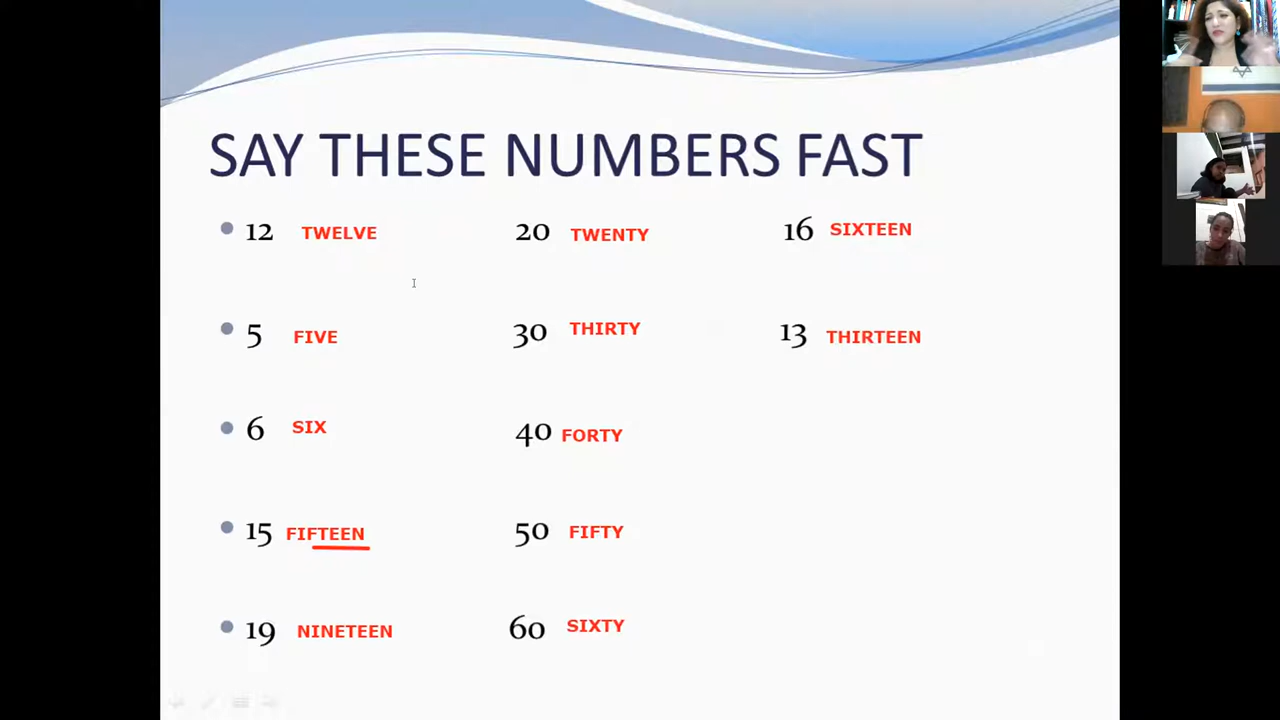 SAY THESE NUMBERS FAST
12 TWELVE 20 TWENTY 16 SIXTEEN
5 FIVE 30 THIRTY 13 THIRTEEN
6 SIX 40 FORTY
15 FIFTEEN 50 FIFTY
19 NINETEEN 60 SIXTY